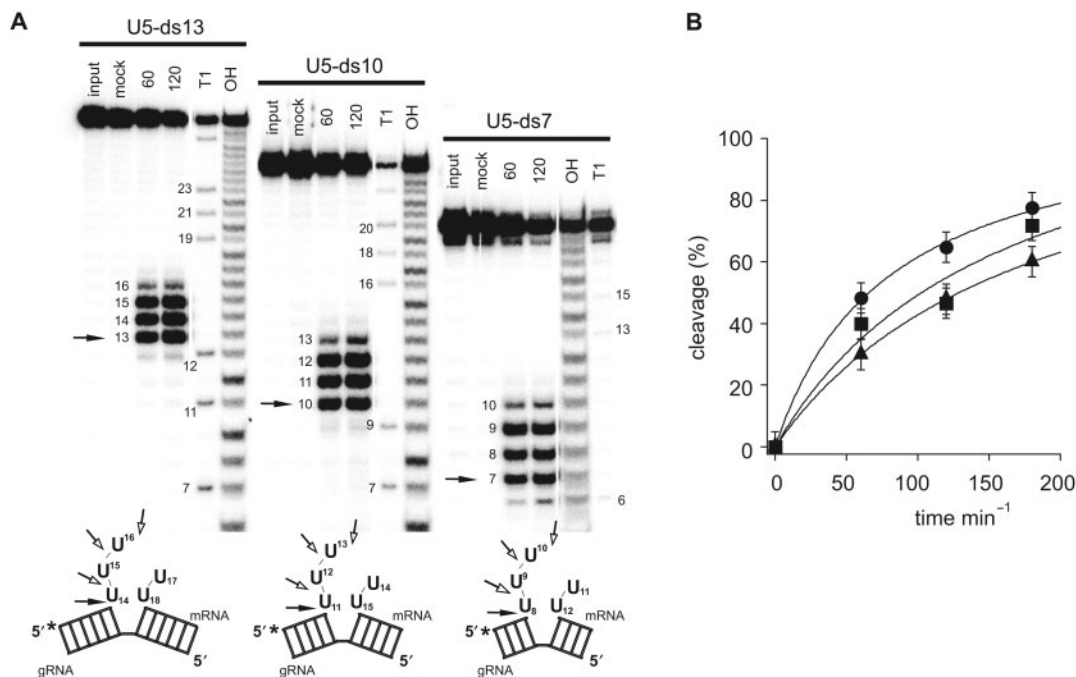 A
B
U5-ds13
input mock 60 120 T1 OH
U5-ds10
input mock 60 120 T1 OH
U5-ds7
input mock 60 120 OH T1
23
21
19
16
15
14
13
12
11
7
20
18
16
13
12
11
10
9
7
15
13
10
9
8
7
6
U16
U15
U17
U14 U18
mRNA
5'*
5'
gRNA
U13
U12
U14
U11 U15
mRNA
5'*
5'
gRNA
U10
U9
U11
U8 U12
mRNA
5'*
5'
gRNA
100
80
60
40
20
0
cleavage (%)
0 50 100 150 200
time min⁻¹